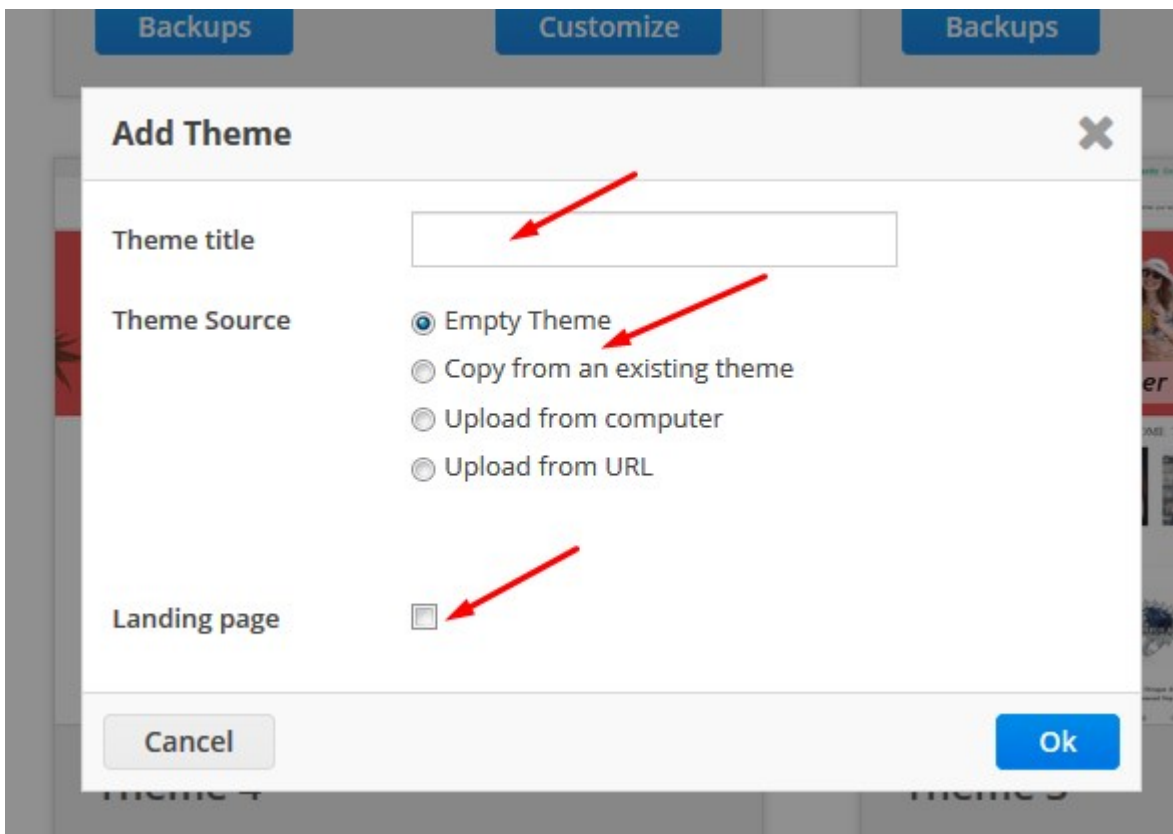 Backups Customize Backups
Add Theme
Theme title
Theme Source Empty Theme
Copy from an existing theme
Upload from computer
Upload from URL
Landing page
Cancel Ok